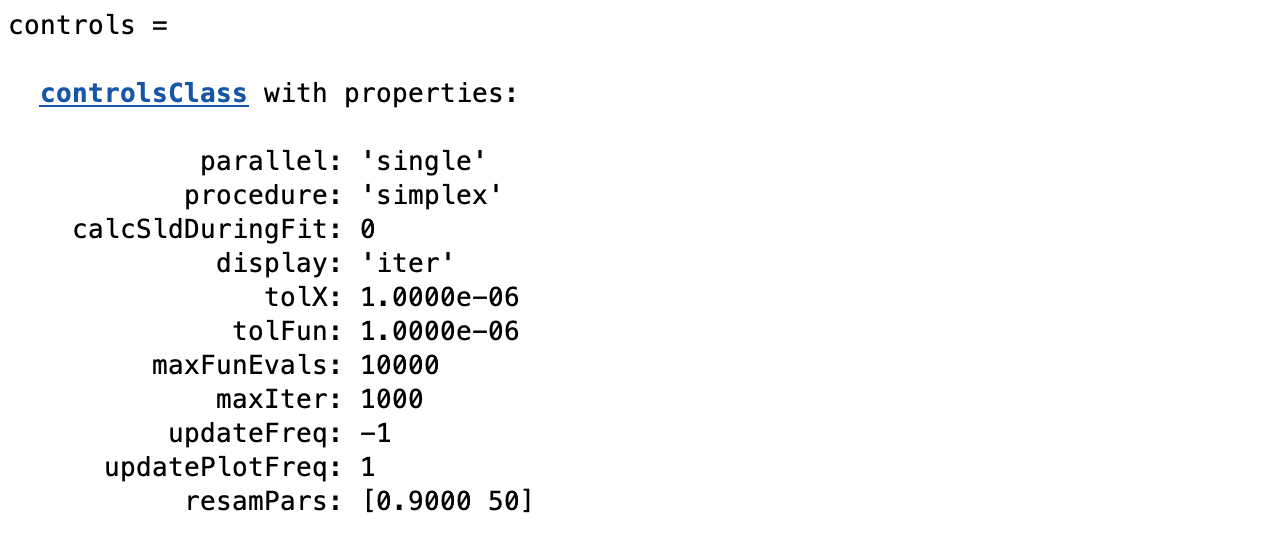 controls =
controlsClass with properties:
parallel: 'single'
procedure: 'simplex'
calcSldDuringFit: 0
display: 'iter'
tolX: 1.0000e-06
tolFun: 1.0000e-06
maxFunEvals: 10000
maxIter: 1000
updateFreq: -1
updatePlotFreq: 1
resamPars: [0.9000 50]